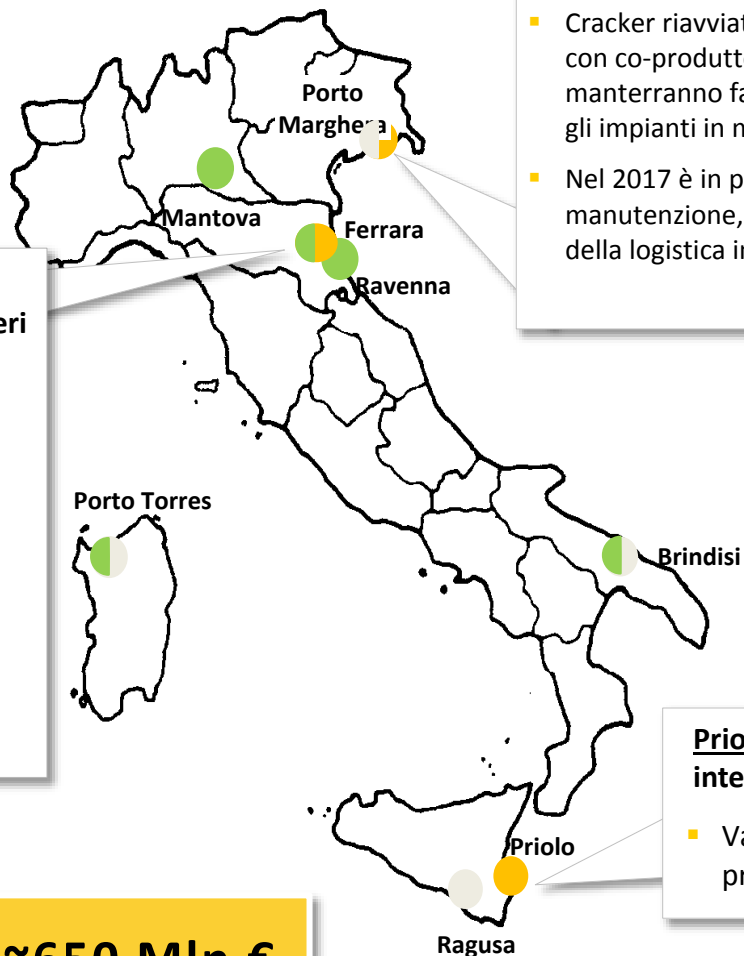 Cracker riavviat
con co-produtto
manterranno fa
gli impianti in n
Nel 2017 è in p
manutenzione,
della logistica in
Porto
Marghera
Mantova
Ferrara
Ravenna
eri
Porto Torres
Brindisi
Prio
inte
Va
pr
Priolo
Ragusa
≈650 Mln €